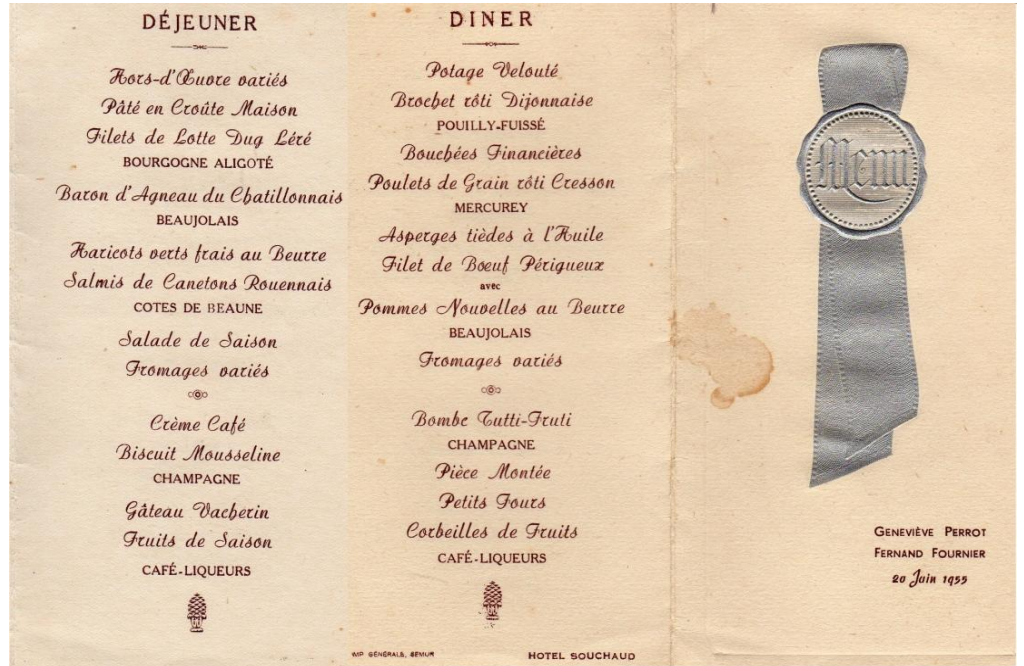 DÉJEUNER
Hors-d'Œuvre variés
Pâté en Croûte Maison
Filets de Lotte Dug Léré
BOURGOGNE ALIGOTÉ
Baron d'Agneau du Chatillonnais
BEAUJOLAIS
Haricots verts frais au Beurre
Salmis de Canetons Rouennais
COTES DE BEAUNE
Salade de Saison
Fromages variés
Crème Café
Biscuit Mousseline
CHAMPAGNE
Gâteau Vacherin
Fruits de Saison
CAFÉ-LIQUEURS
DINER
Potage Velouté
Brochet rôti Dijonnaise
POUILLY-FUISSÉ
Bouchées Financières
Poulets de Grain rôti Cresson
MERCUREY
Asperges tièdes à l'Huile
Filet de Bœuf Périgueux
avec
Pommes Nouvelles au Beurre
BEAUJOLAIS
Fromages variés
Bombe Tutti-Fruti
CHAMPAGNE
Pièce Montée
Petits Fours
Corbeilles de Fruits
CAFÉ-LIQUEURS
IMP GÉNÉRALE, SEMUR
HOTEL SOUCHAUD
Menu
GENEVIÈVE PERROT
FERNAND FOURNIER
20 Juin 1955